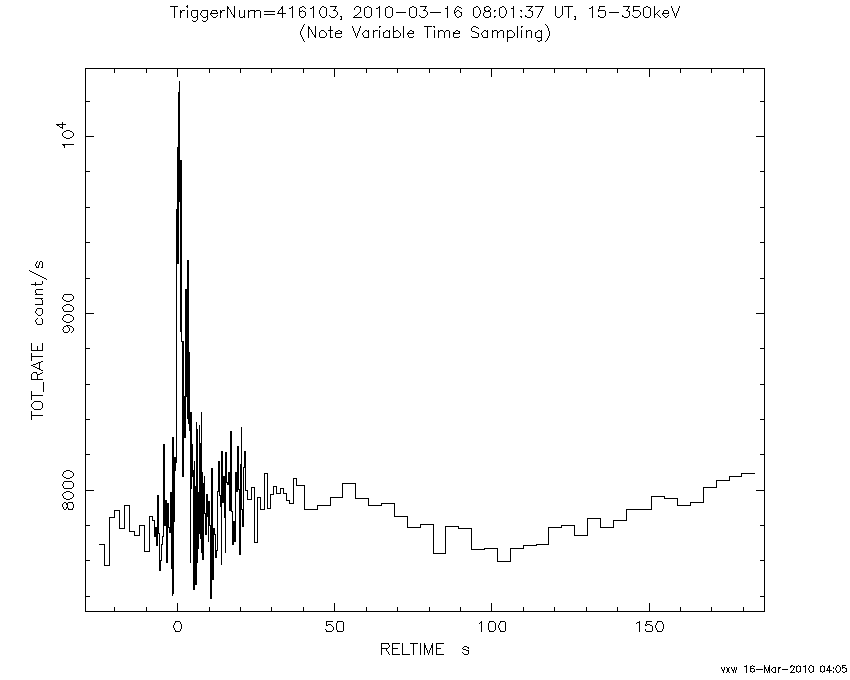 TriggerNum=416103, 2010-03-16 08:01:37 UT, 15-350keV
(Note Variable Time Sampling)
10⁴
9000
8000
TOT_RATE count/s
0 50 100 150
RELTIME s
vxw 16-Mar-2010 04:05